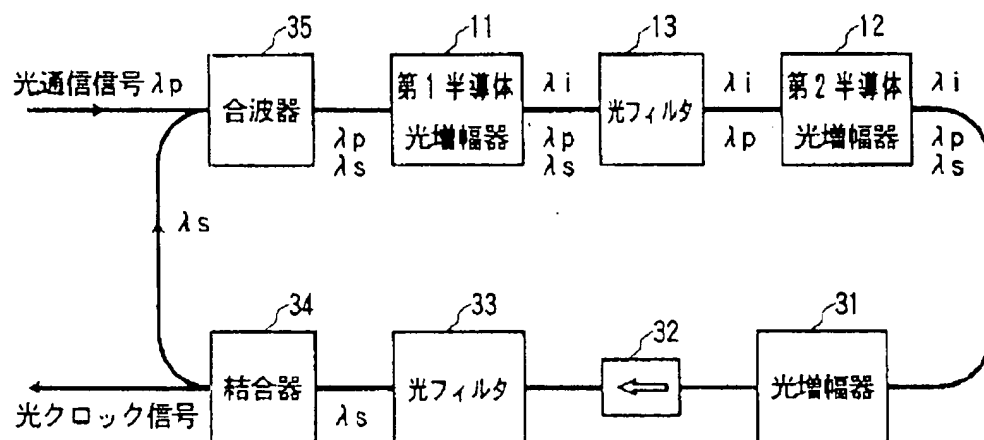 35
11
13
12
光通信信号 λp
合波器
λp
λs
第1半導体
光増幅器
λi
λp
λs
光フィルタ
λi
λp
第2半導体
光増幅器
λi
λp
λs
λs
34
33
32
31
結合器
λs
光フィルタ
光増幅器
光クロック信号